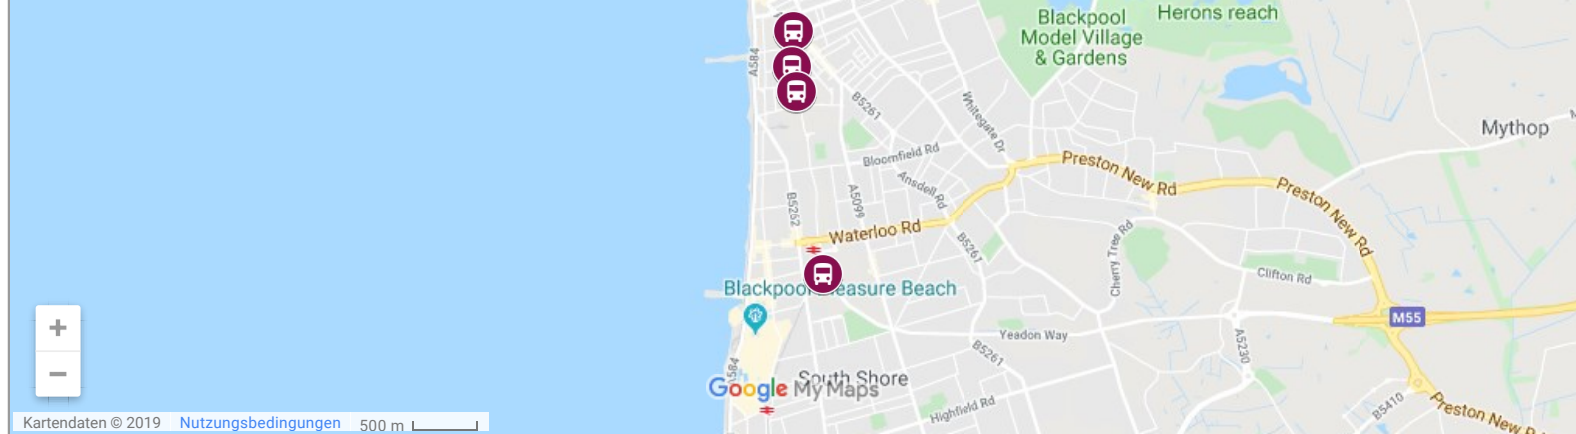 Blackpool
Model Village
& Gardens
Herons reach
A584
B5261
Whitegate Dr
Mythop
Bloomfield Rd
Preston New Rd
Ansdell Rd
Preston New Rd
B5262
A5099
Waterloo Rd
B5261
Cherry Tree Rd
Clifton Rd
Blackpool Pleasure Beach
M55
Yeadon Way
A5230
B5261
A584
South Shore
Google My Maps
Highfield Rd
B5410
Preston New R
+
−
Kartendaten © 2019
Nutzungsbedingungen
500 m